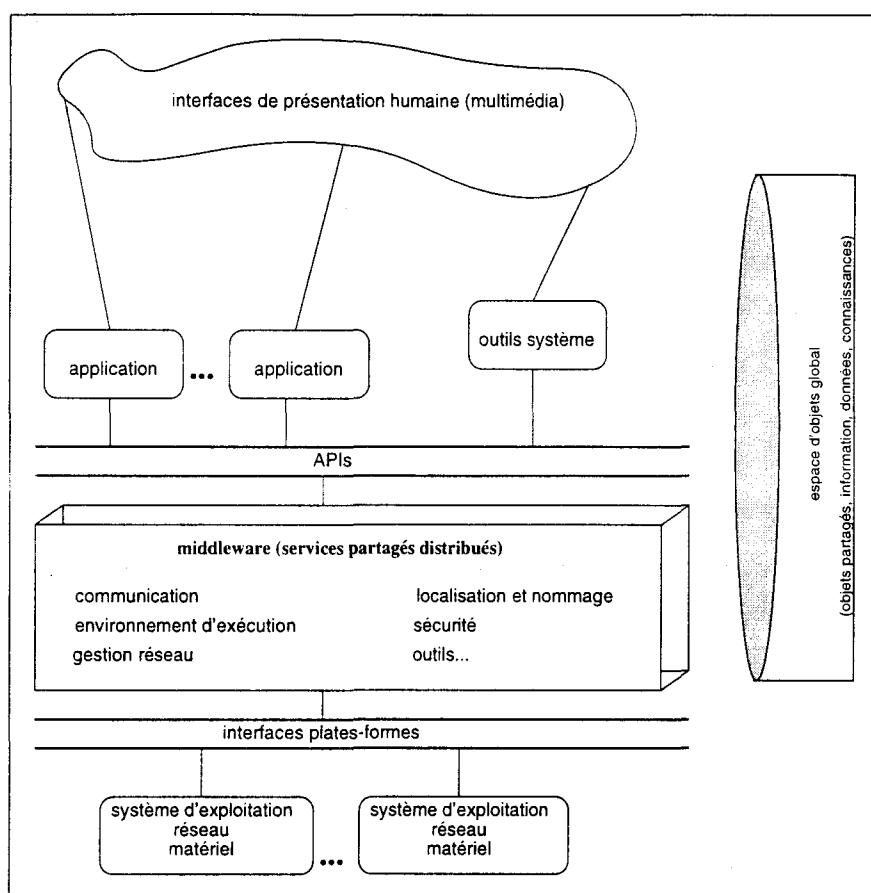 interfaces de présentation humaine (multimédia)
application
...
application
outils système
APIs
middleware (services partagés distribués)
communication
localisation et nommage
environnement d'exécution
sécurité
gestion réseau
outils...
interfaces plates-formes
système d'exploitation
réseau
matériel
...
système d'exploitation
réseau
matériel
espace d'objets global
(objets partagés, information, données, connaissances)